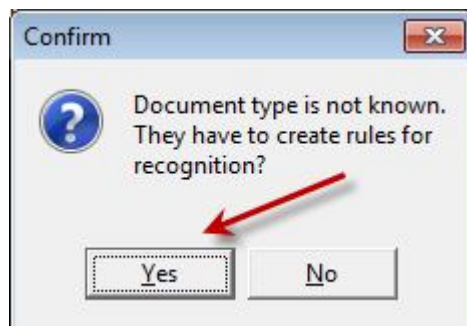 Confirm
Document type is not known.
They have to create rules for
recognition?
Yes
No